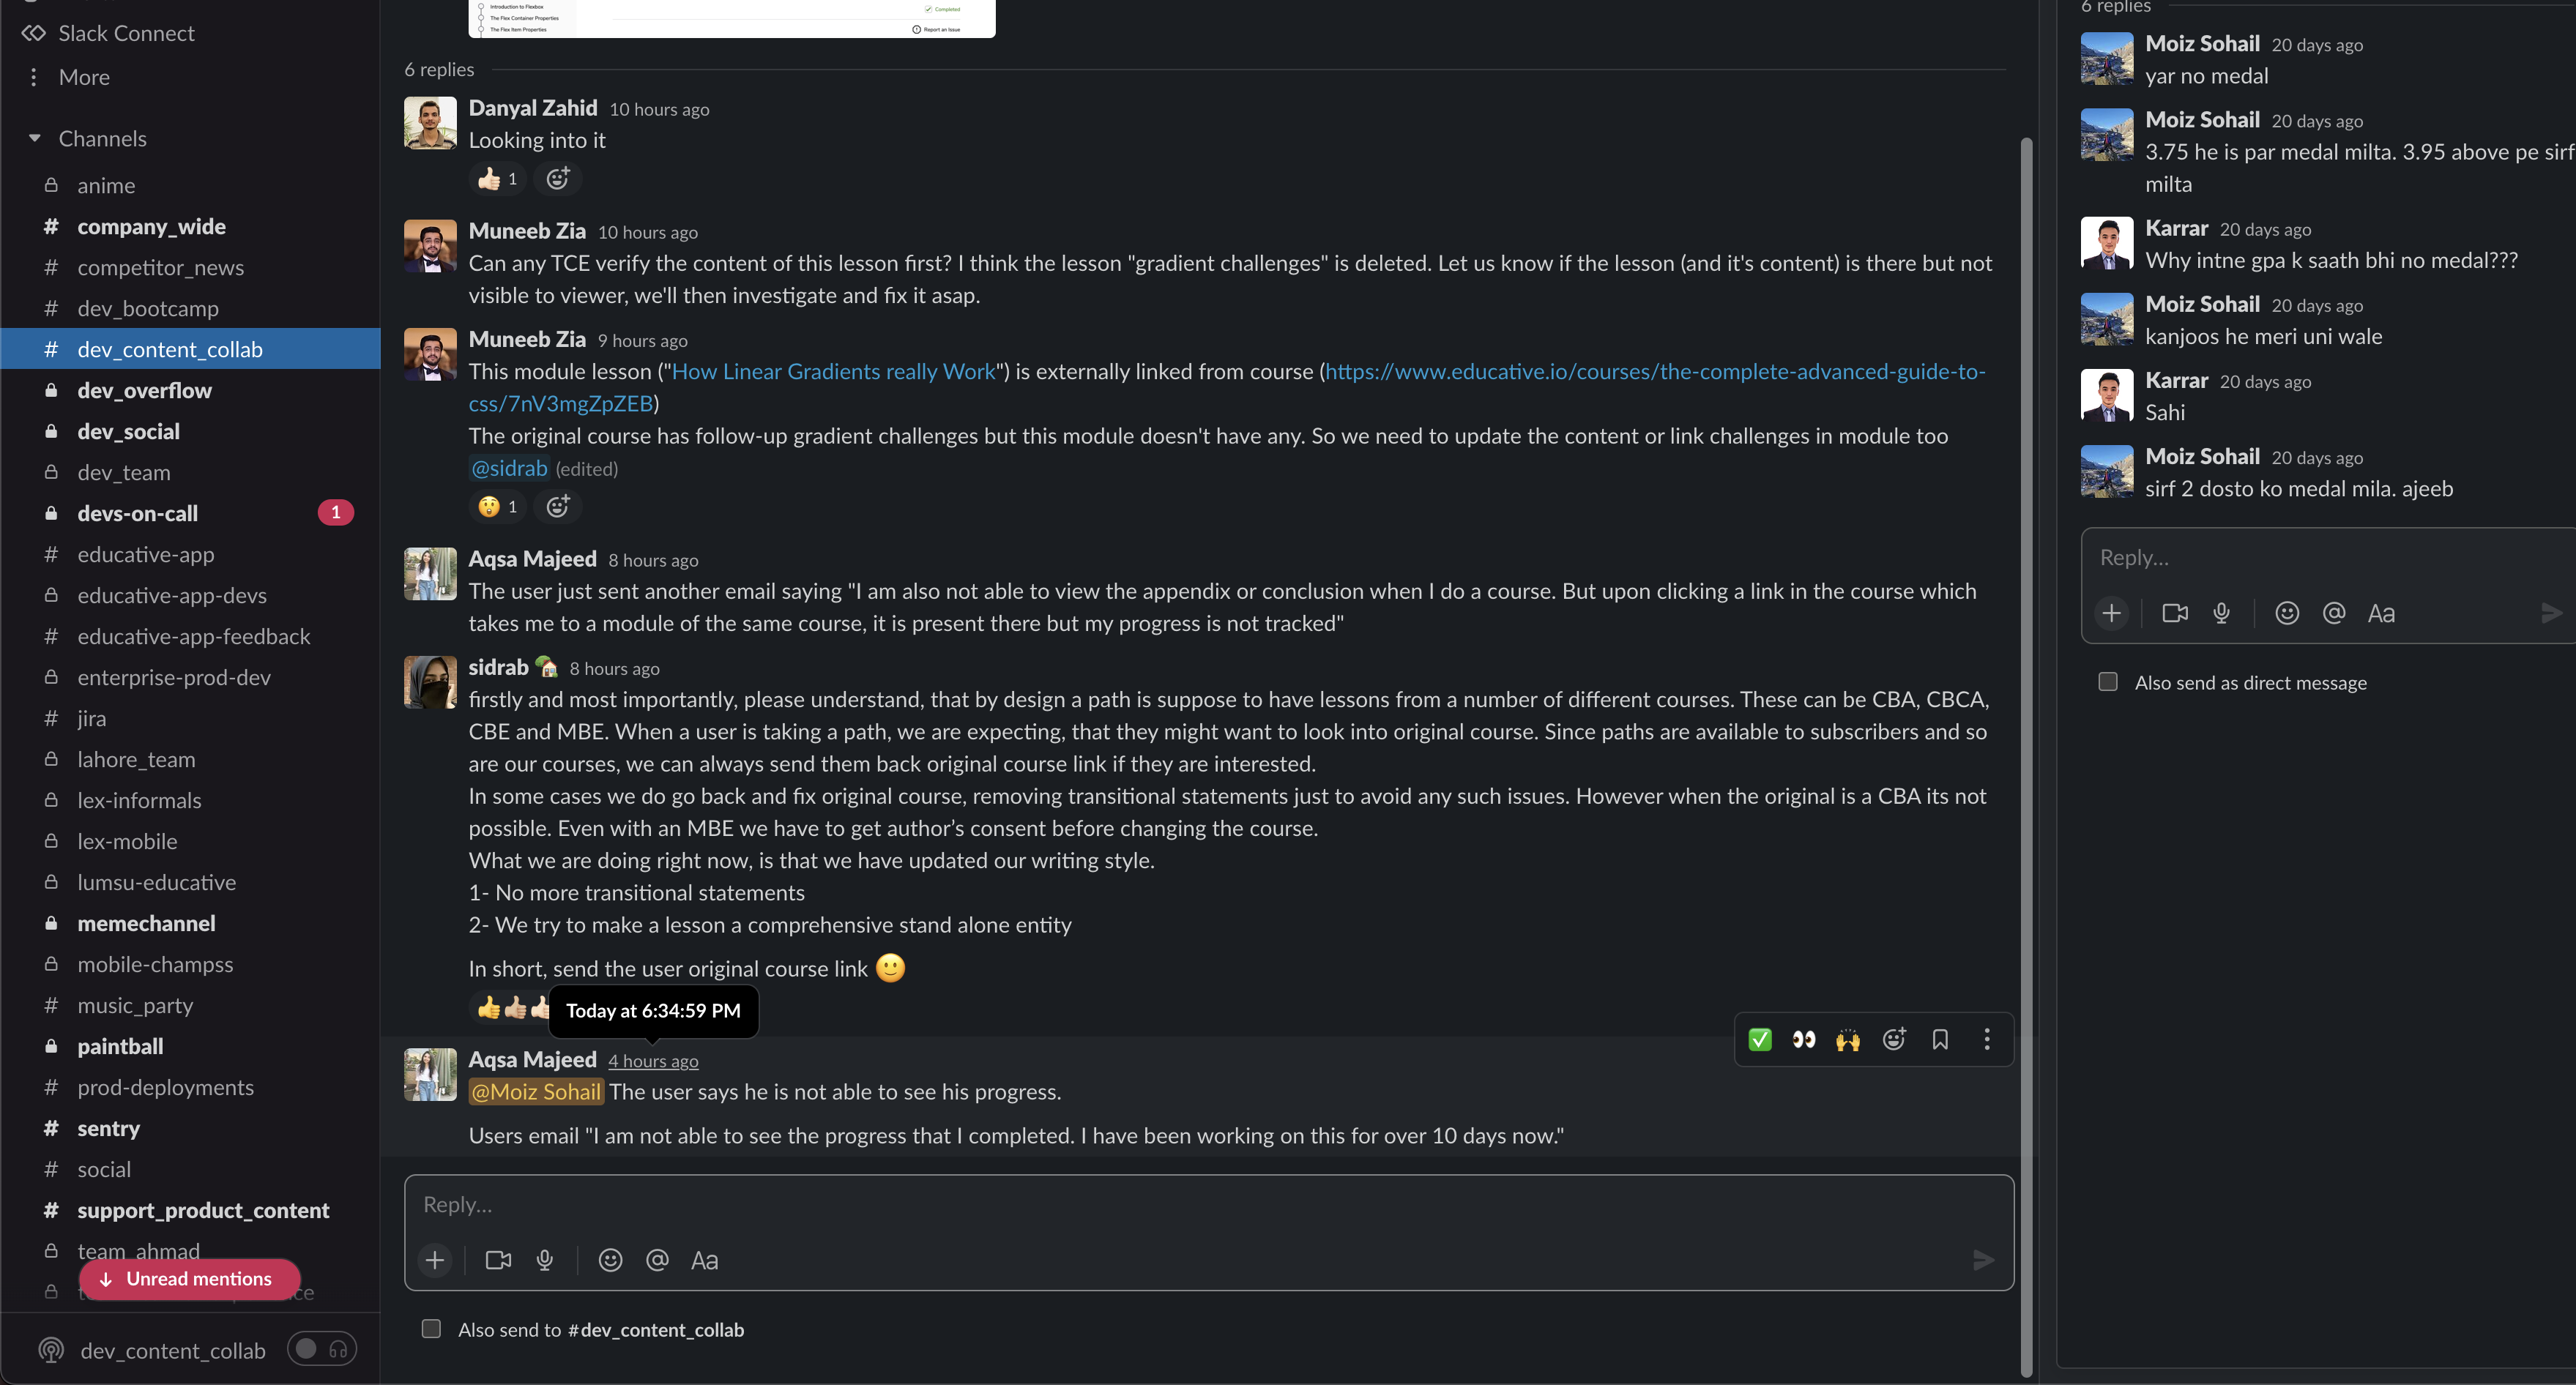 Slack Connect
More
Channels
anime
company_wide
competitor_news
dev_bootcamp
dev_content_collab
dev_overflow
dev_social
dev_team
devs-on-call
1
educative-app
educative-app-devs
educative-app-feedback
enterprise-prod-dev
jira
lahore_team
lex-informals
lex-mobile
lumsu-educative
memechannel
mobile-champss
music_party
paintball
prod-deployments
sentry
social
support_product_content
team_ahmad
Unread mentions
dev_content_collab
Introduction to Flexbox
The Flex Container Properties
The Flex Item Properties
Completed
Report an Issue
6 replies
Danyal Zahid 10 hours ago
Looking into it
1
Muneeb Zia 10 hours ago
Can any TCE verify the content of this lesson first? I think the lesson "gradient challenges" is deleted. Let us know if the lesson (and it's content) is there but not
visible to viewer, we'll then investigate and fix it asap.
Muneeb Zia 9 hours ago
This module lesson ("How Linear Gradients really Work") is externally linked from course (https://www.educative.io/courses/the-complete-advanced-guide-to-
css/7nV3mgZpZEB)
The original course has follow-up gradient challenges but this module doesn't have any. So we need to update the content or link challenges in module too
@sidrab (edited)
1
Aqsa Majeed 8 hours ago
The user just sent another email saying "I am also not able to view the appendix or conclusion when I do a course. But upon clicking a link in the course which
takes me to a module of the same course, it is present there but my progress is not tracked"
sidrab 8 hours ago
firstly and most importantly, please understand, that by design a path is suppose to have lessons from a number of different courses. These can be CBA, CBCA,
CBE and MBE. When a user is taking a path, we are expecting, that they might want to look into original course. Since paths are available to subscribers and so
are our courses, we can always send them back original course link if they are interested.
In some cases we do go back and fix original course, removing transitional statements just to avoid any such issues. However when the original is a CBA its not
possible. Even with an MBE we have to get author’s consent before changing the course.
What we are doing right now, is that we have updated our writing style.
1- No more transitional statements
2- We try to make a lesson a comprehensive stand alone entity
In short, send the user original course link
Today at 6:34:59 PM
Aqsa Majeed 4 hours ago
@Moiz Sohail The user says he is not able to see his progress.
Users email "I am not able to see the progress that I completed. I have been working on this for over 10 days now."
Reply...
Aa
Also send to #dev_content_collab
6 replies
Moiz Sohail 20 days ago
yar no medal
Moiz Sohail 20 days ago
3.75 he is par medal milta. 3.95 above pe sirf
milta
Karrar 20 days ago
Why intne gpa k saath bhi no medal???
Moiz Sohail 20 days ago
kanjoos he meri uni wale
Karrar 20 days ago
Sahi
Moiz Sohail 20 days ago
sirf 2 dosto ko medal mila. ajeeb
Reply...
Aa
Also send as direct message